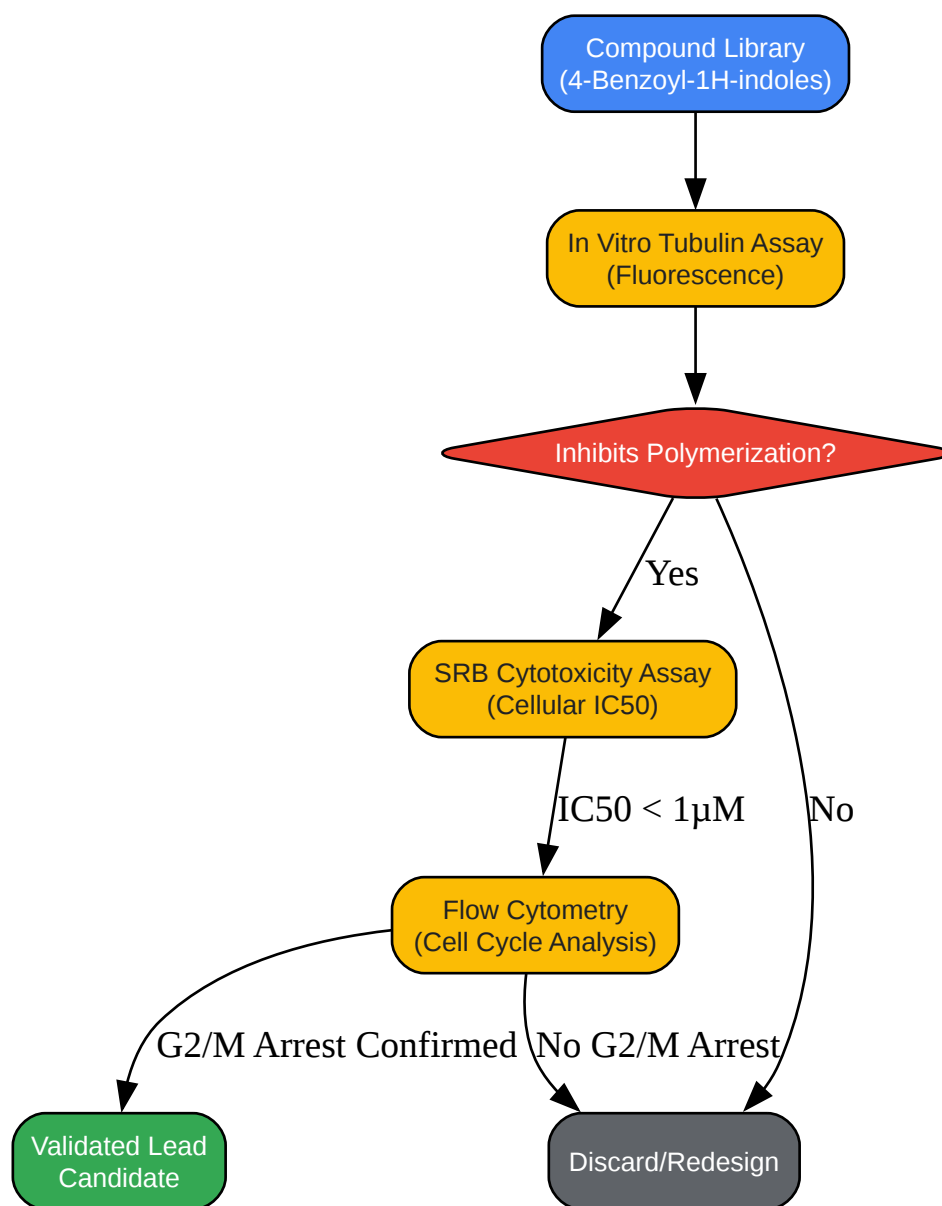 Compound Library
(4-Benzoyl-1H-indoles)
In Vitro Tubulin Assay
(Fluorescence)
Inhibits Polymerization?
Yes
SRB Cytotoxicity Assay
(Cellular IC50)
IC50 < 1µM
No
Flow Cytometry
(Cell Cycle Analysis)
G2/M Arrest Confirmed
No G2/M Arrest
Validated Lead
Candidate
Discard/Redesign